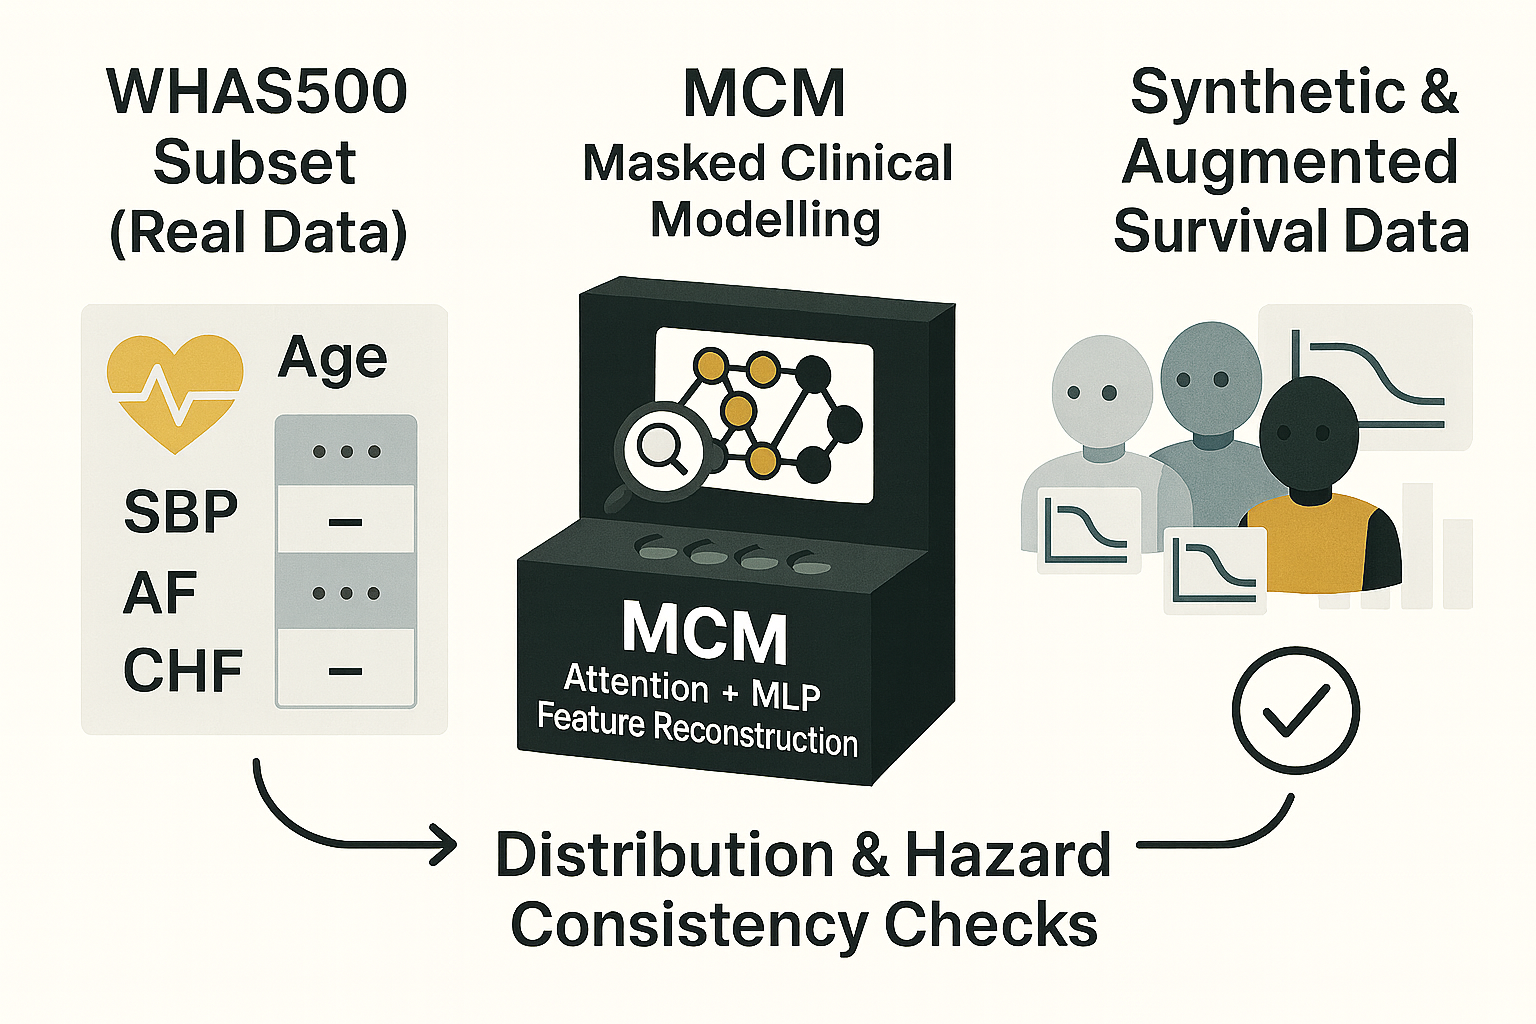 WHAS500
Subset
(Real Data)
MCM
Masked Clinical
Modelling
Synthetic &
Augmented
Survival Data
Age
SBP
AF
CHF
MCM
Attention + MLP
Feature Reconstruction
Distribution & Hazard
Consistency Checks